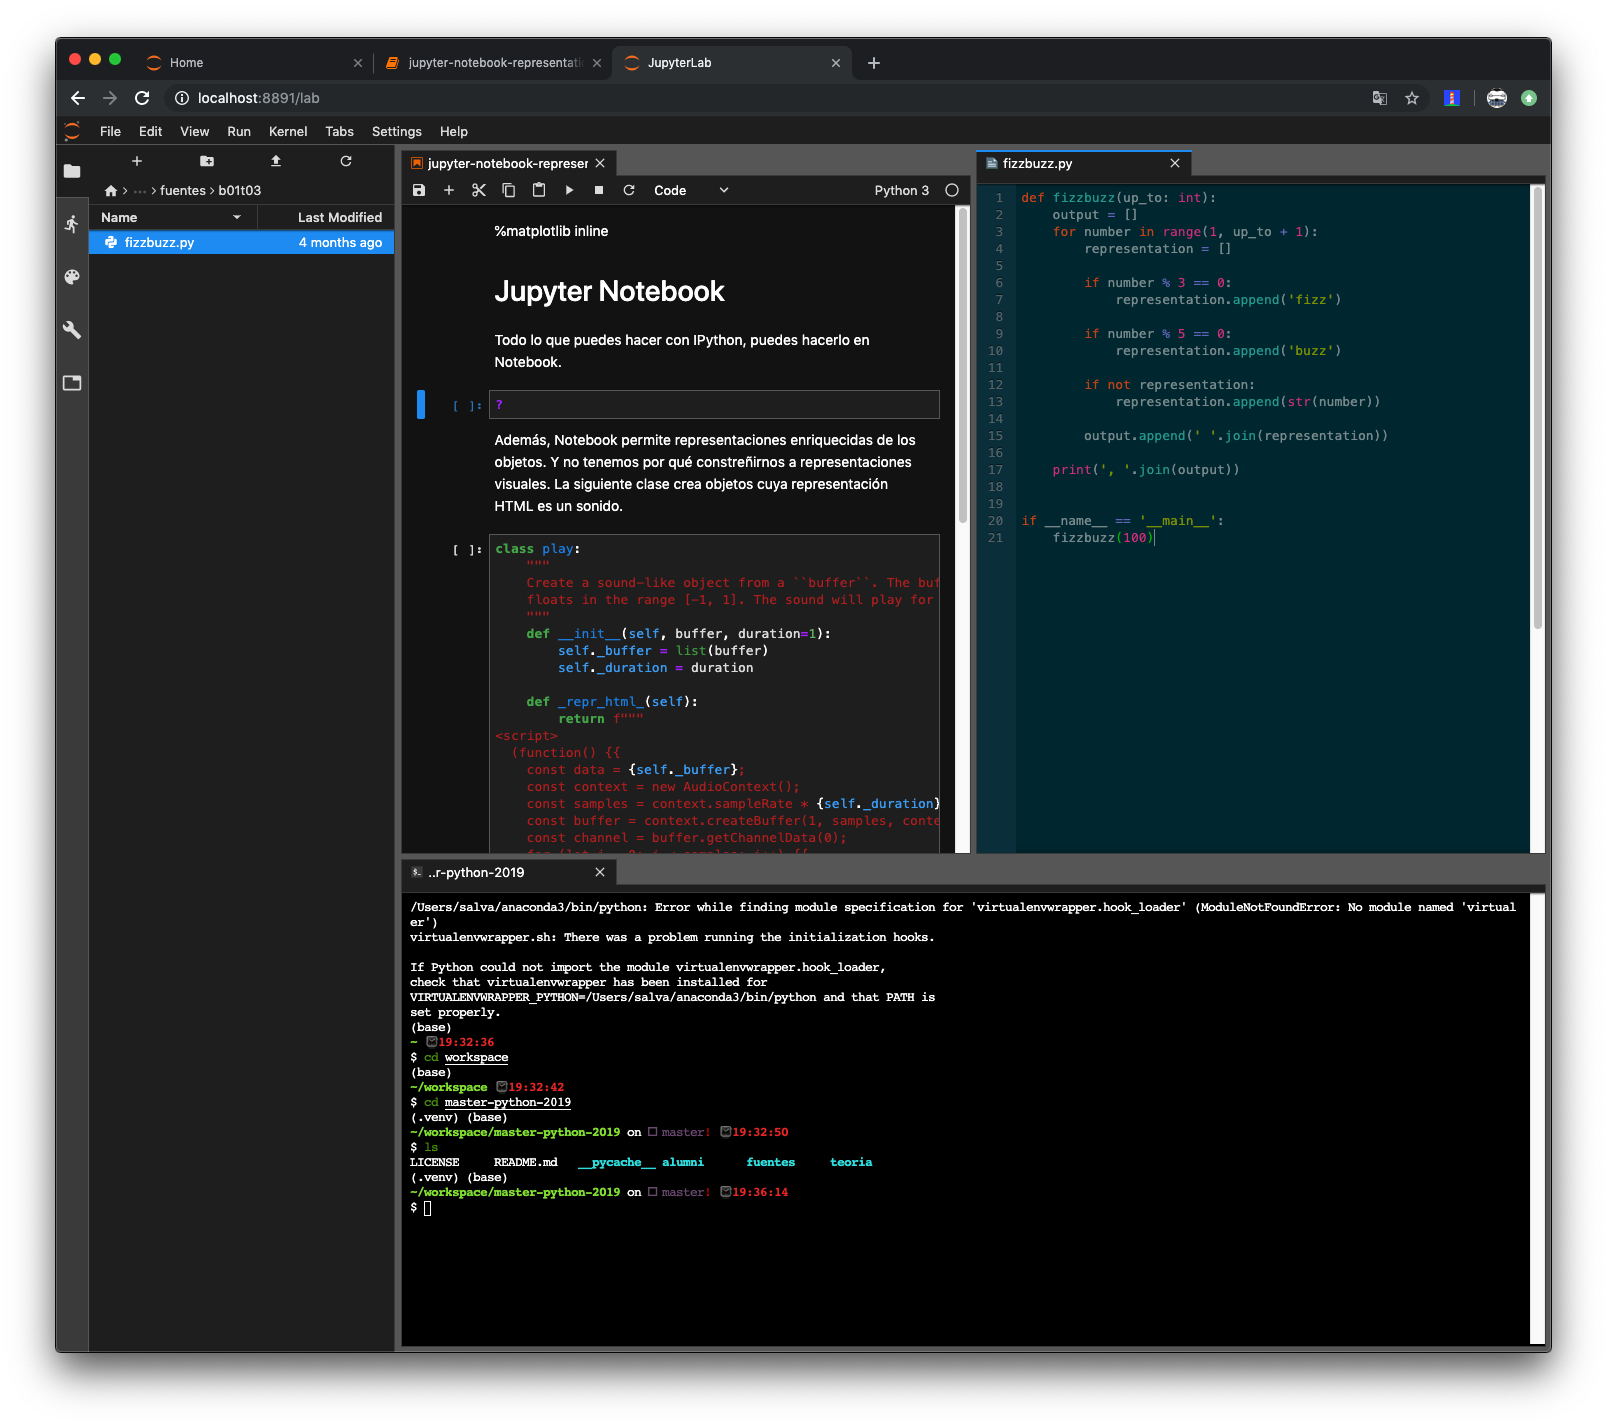 Home
jupyter-notebook-representati
JupyterLab
localhost:8891/lab
File Edit View Run Kernel Tabs Settings Help
… > fuentes > b01t03
Name Last Modified
fizzbuzz.py 4 months ago
jupyter-notebook-represer
Code
Python 3
%matplotlib inline
Jupyter Notebook
Todo lo que puedes hacer con IPython, puedes hacerlo en
Notebook.
[ ]: ?
Además, Notebook permite representaciones enriquecidas de los
objetos. Y no tenemos por qué constreñirnos a representaciones
visuales. La siguiente clase crea objetos cuya representación
HTML es un sonido.
[ ]: class play:
"""
Create a sound-like object from a ``buffer``. The buf
floats in the range [-1, 1]. The sound will play for
"""
def __init__(self, buffer, duration=1):
self._buffer = list(buffer)
self._duration = duration
def _repr_html_(self):
return f"""
<script>
(function() {{
const data = {self._buffer};
const context = new AudioContext();
const samples = context.sampleRate * {self._duration}
const buffer = context.createBuffer(1, samples, conte
const channel = buffer.getChannelData(0);
fizzbuzz.py
1 def fizzbuzz(up_to: int):
2 output = []
3 for number in range(1, up_to + 1):
4 representation = []
5
6 if number % 3 == 0:
7 representation.append('fizz')
8
9 if number % 5 == 0:
10 representation.append('buzz')
11
12 if not representation:
13 representation.append(str(number))
14
15 output.append(' '.join(representation))
16
17 print(', '.join(output))
18
19
20 if __name__ == '__main__':
21 fizzbuzz(100)
..r-python-2019
/Users/salva/anaconda3/bin/python: Error while finding module specification for 'virtualenvwrapper.hook_loader' (ModuleNotFoundError: No module named 'virtual
er')
virtualenvwrapper.sh: There was a problem running the initialization hooks.
If Python could not import the module virtualenvwrapper.hook_loader,
check that virtualenvwrapper has been installed for
VIRTUALENVWRAPPER_PYTHON=/Users/salva/anaconda3/bin/python and that PATH is
set properly.
(base)
~ 19:32:36
$ cd workspace
(base)
~/workspace 19:32:42
$ cd master-python-2019
(.venv) (base)
~/workspace/master-python-2019 on master! 19:32:50
$ ls
LICENSE README.md __pycache__ alumni fuentes teoria
(.venv) (base)
~/workspace/master-python-2019 on master! 19:36:14
$